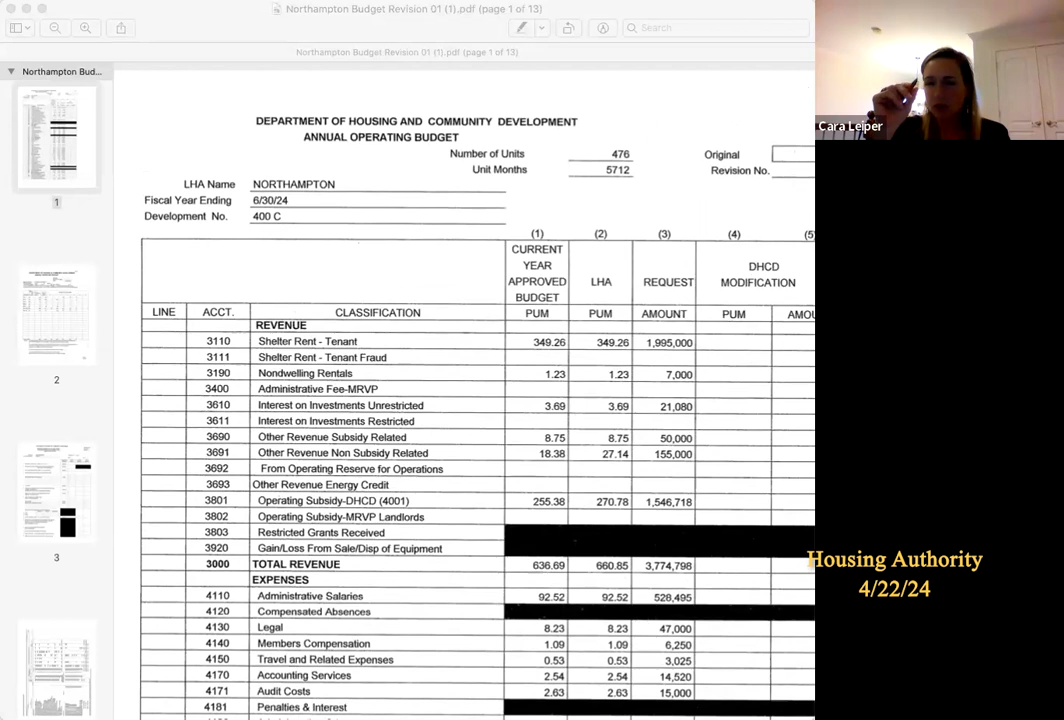 Northampton Budget Revision 01 (1).pdf (page 1 of 13)
Search
Northampton Budget Revision 01 (1).pdf (page 1 of 13)
Northampton Bud...
1
2
3
DEPARTMENT OF HOUSING AND COMMUNITY DEVELOPMENT
ANNUAL OPERATING BUDGET
Number of Units 476 Original
Unit Months 5712 Revision No.
LHA Name NORTHAMPTON
Fiscal Year Ending 6/30/24
Development No. 400 C
(1) (2) (3) (4) (5
CURRENT
YEAR DHCD
APPROVED LHA REQUEST MODIFICATION
BUDGET
LINE ACCT. CLASSIFICATION PUM PUM AMOUNT PUM AMOU
REVENUE
3110 Shelter Rent - Tenant 349.26 349.26 1,995,000
3111 Shelter Rent - Tenant Fraud
3190 Nondwelling Rentals 1.23 1.23 7,000
3400 Administrative Fee-MRVP
3610 Interest on Investments Unrestricted 3.69 3.69 21,080
3611 Interest on Investments Restricted
3690 Other Revenue Subsidy Related 8.75 8.75 50,000
3691 Other Revenue Non Subsidy Related 18.38 27.14 155,000
3692 From Operating Reserve for Operations
3693 Other Revenue Energy Credit
3801 Operating Subsidy-DHCD (4001) 255.38 270.78 1,546,718
3802 Operating Subsidy-MRVP Landlords
3803 Restricted Grants Received
3920 Gain/Loss From Sale/Disp of Equipment
3000 TOTAL REVENUE 636.69 660.85 3,774,798
EXPENSES
4110 Administrative Salaries 92.52 92.52 528,495
4120 Compensated Absences
4130 Legal 8.23 8.23 47,000
4140 Members Compensation 1.09 1.09 6,250
4150 Travel and Related Expenses 0.53 0.53 3,025
4170 Accounting Services 2.54 2.54 14,520
4171 Audit Costs 2.63 2.63 15,000
4181 Penalties & Interest
Cara Leiper
Housing Authority
4/22/24